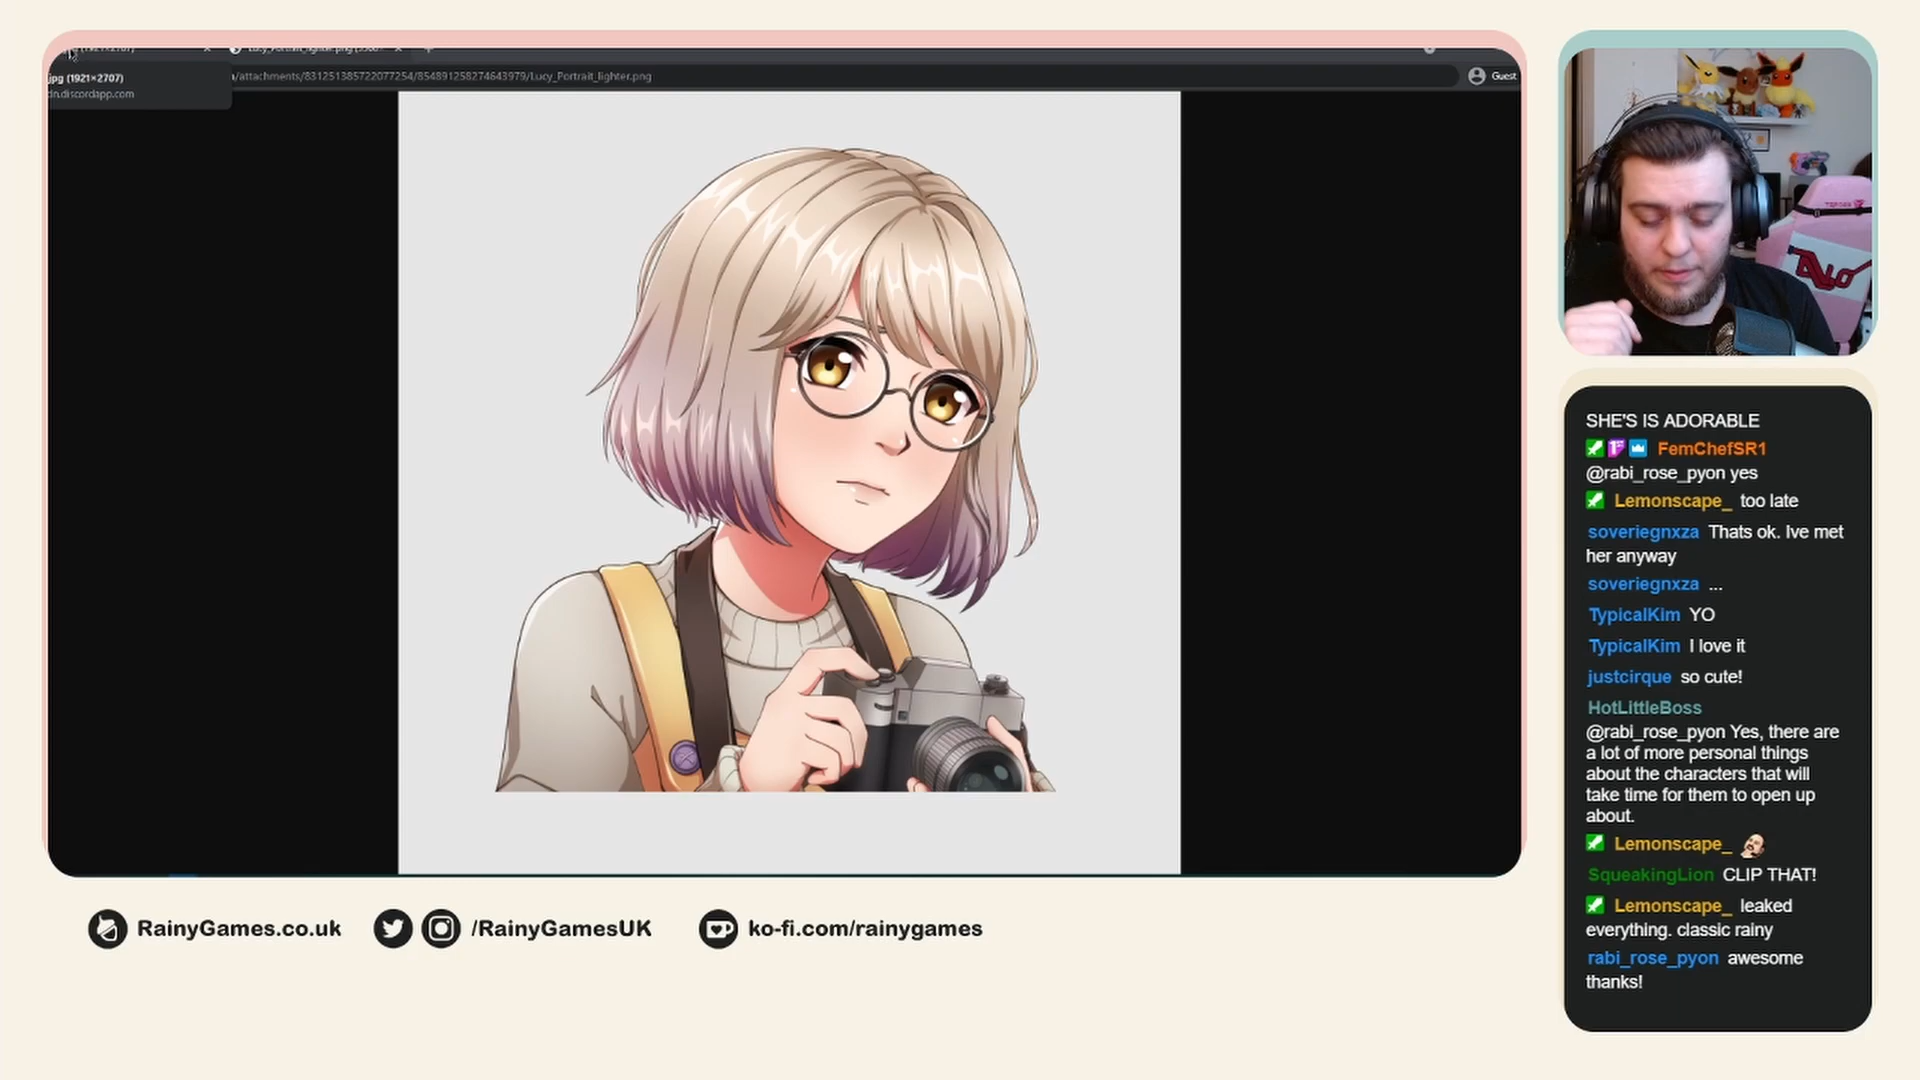 jpg (1921×2707)
/attachments/831251385722077254/854891258274643979/Lucy_Portrait_lighter.png
Guest
dn.discordapp.com
SHE'S IS ADORABLE
FemChefSR1
@rabi_rose_pyon yes
Lemonscape_ too late
soveriegnxza Thats ok. Ive met
her anyway
soveriegnxza ...
TypicalKim YO
TypicalKim I love it
justcirque so cute!
HotLittleBoss
@rabi_rose_pyon Yes, there are
a lot of more personal things
about the characters that will
take time for them to open up
about.
Lemonscape_
SqueakingLion CLIP THAT!
Lemonscape_ leaked
everything. classic rainy
rabi_rose_pyon awesome
thanks!
RainyGames.co.uk
/RainyGamesUK
ko-fi.com/rainygames